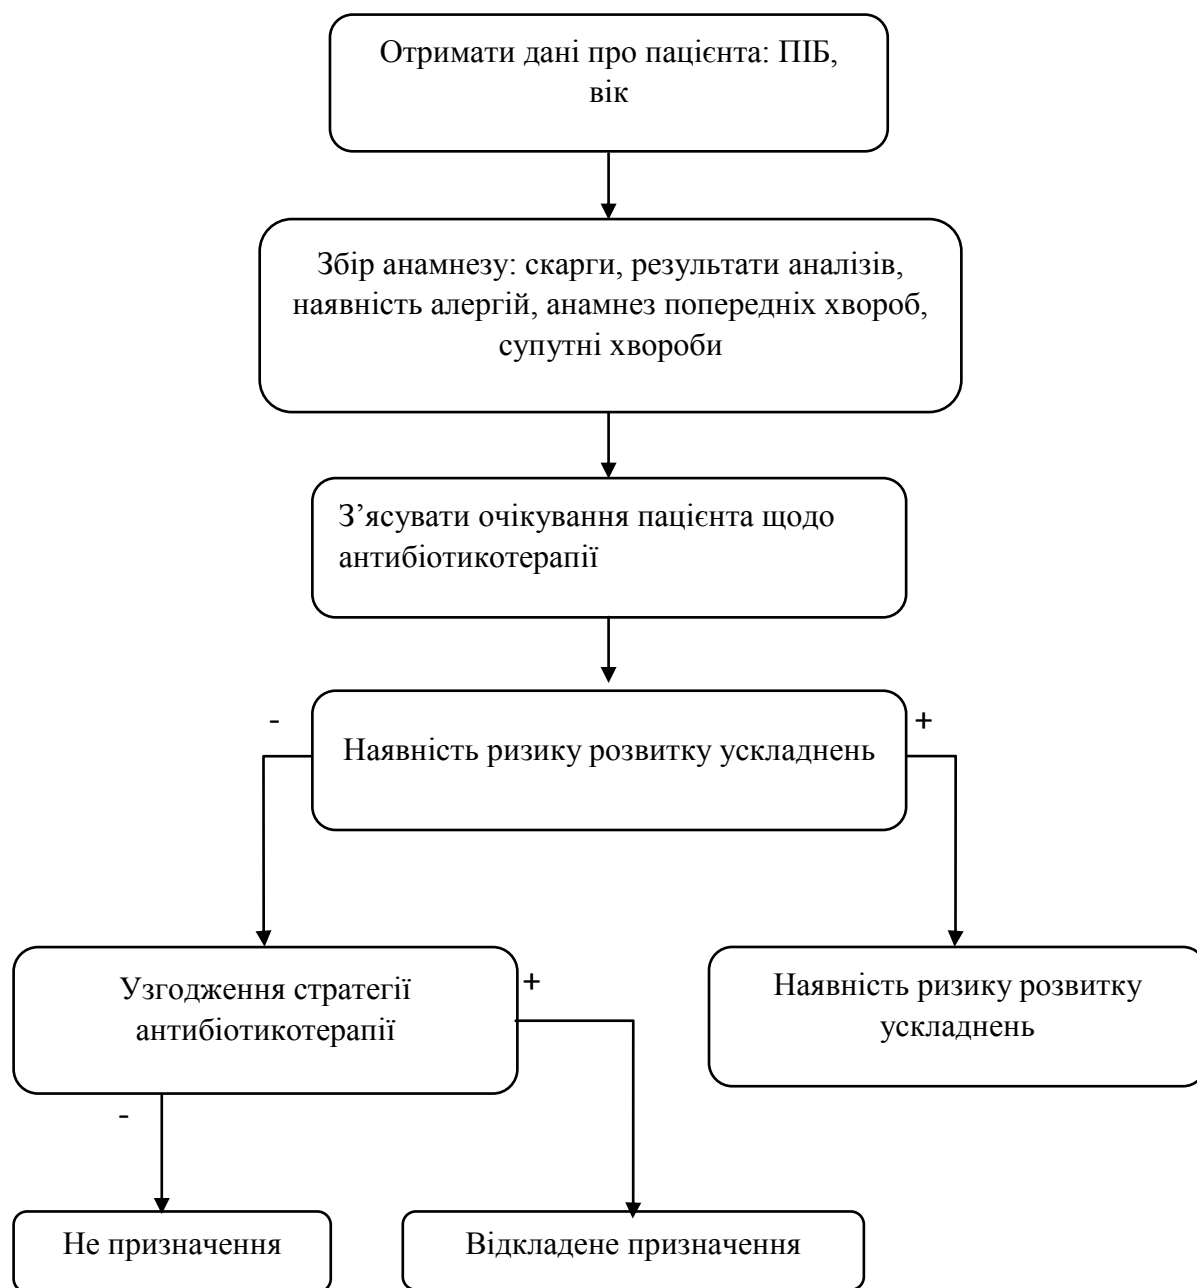 Отримати дані про пацієнта: ПІБ,
вік
Збір анамнезу: скарги, результати аналізів,
наявність алергій, анамнез попередніх хвороб,
супутні хвороби
З’ясувати очікування пацієнта щодо
антибіотикотерапії
-
+
Наявність ризику розвитку ускладнень
Узгодження стратегії
антибіотикотерапії
+
Наявність ризику розвитку
ускладнень
-
Не призначення
Відкладене призначення